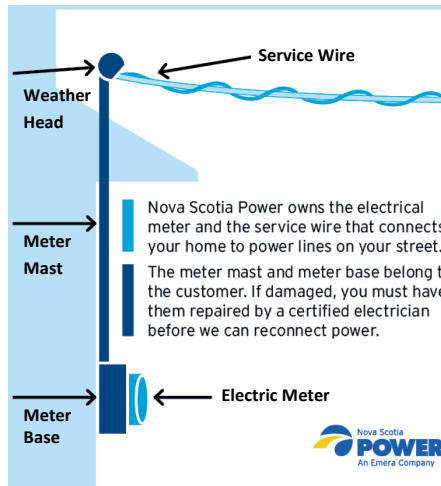 Service Wire
Weather
Head
Nova Scotia Power owns the electrical
meter and the service wire that connects
your home to power lines on your street.
Meter
Mast
The meter mast and meter base belong t
the customer. If damaged, you must have
them repaired by a certified electrician
before we can reconnect power.
Electric Meter
Meter
Base
Nova Scotia
POWER
An Emera Company